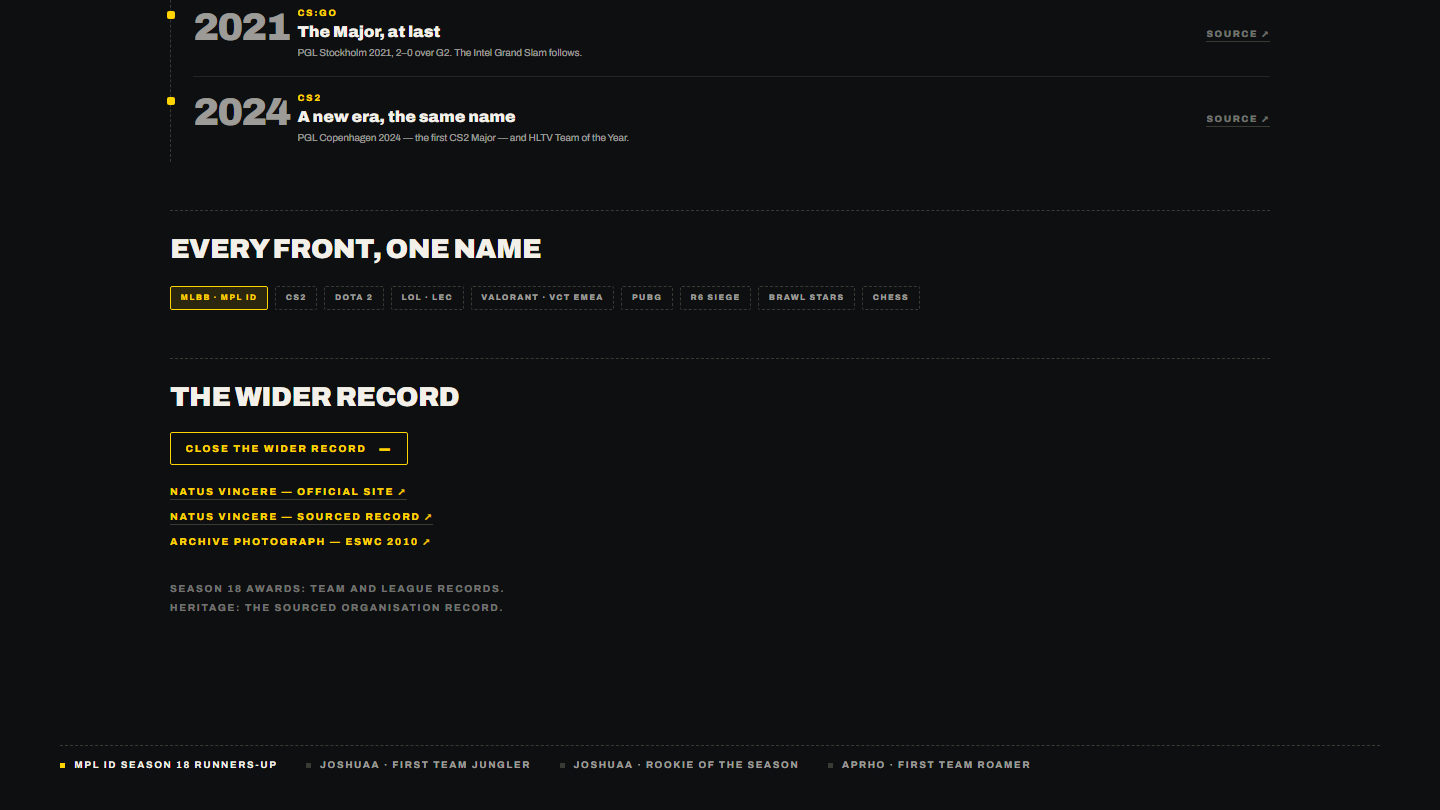 2021
CS:GO
The Major, at last
PGL Stockholm 2021, 2–0 over G2. The Intel Grand Slam follows.
SOURCE ↗
2024
CS2
A new era, the same name
PGL Copenhagen 2024 — the first CS2 Major — and HLTV Team of the Year.
SOURCE ↗
EVERY FRONT, ONE NAME
MLBB · MPL ID
CS2
DOTA 2
LOL · LEC
VALORANT · VCT EMEA
PUBG
R6 SIEGE
BRAWL STARS
CHESS
THE WIDER RECORD
CLOSE THE WIDER RECORD —
NATUS VINCERE — OFFICIAL SITE ↗
NATUS VINCERE — SOURCED RECORD ↗
ARCHIVE PHOTOGRAPH — ESWC 2010 ↗
SEASON 18 AWARDS: TEAM AND LEAGUE RECORDS.
HERITAGE: THE SOURCED ORGANISATION RECORD.
MPL ID SEASON 18 RUNNERS-UP
JOSHUAA · FIRST TEAM JUNGLER
JOSHUAA · ROOKIE OF THE SEASON
APRHO · FIRST TEAM ROAMER